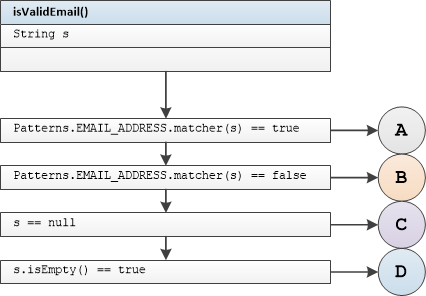 isValidEmail()
String s
Patterns.EMAIL_ADDRESS.matcher(s) == true
A
Patterns.EMAIL_ADDRESS.matcher(s) == false
B
s == null
C
s.isEmpty() == true
D